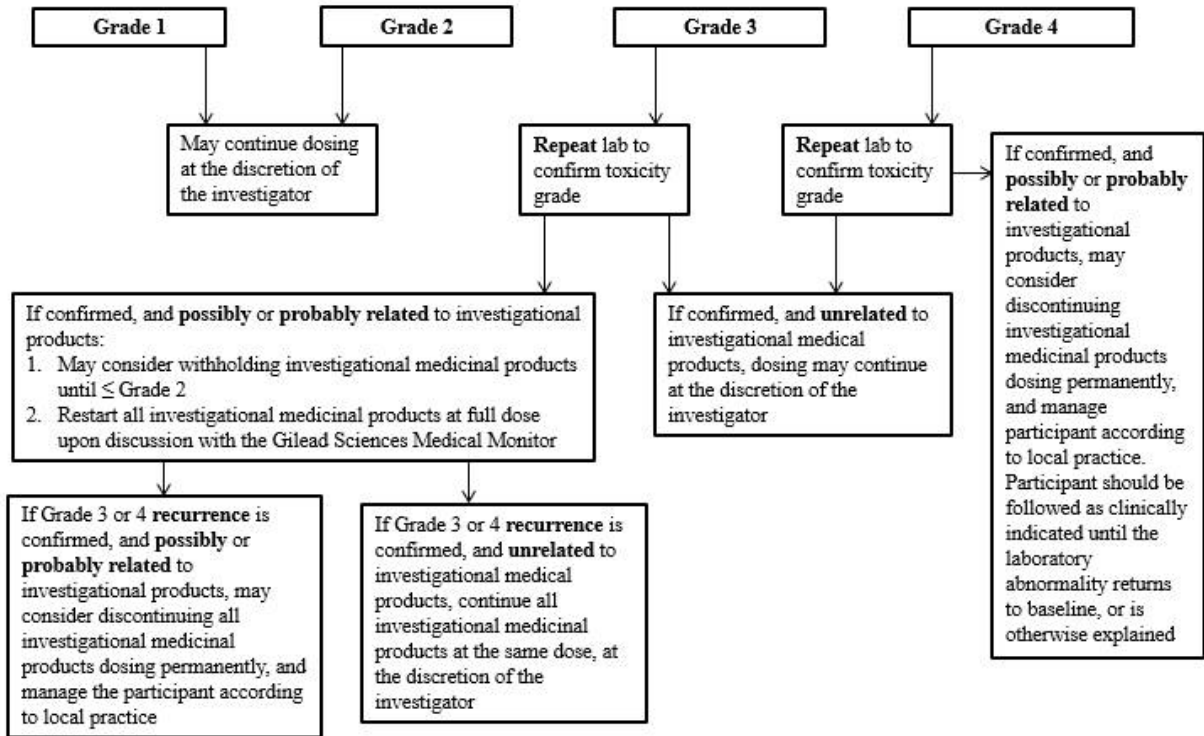 Grade 1
Grade 2
Grade 3
Grade 4
May continue dosing
at the discretion of
the investigator
Repeat lab to
confirm toxicity
grade
Repeat lab to
confirm toxicity
grade
If confirmed, and
possibly or probably
related to
investigational
products, may
consider
discontinuing
investigational
medicinal products
dosing permanently,
and manage
participant according
to local practice.
Participant should be
followed as clinically
indicated until the
laboratory
abnormality returns
to baseline, or is
otherwise explained
If confirmed, and possibly or probably related to investigational
products:
1. May consider withholding investigational medicinal products
until ≤ Grade 2
2. Restart all investigational medicinal products at full dose
upon discussion with the Gilead Sciences Medical Monitor
If confirmed, and unrelated to
investigational medical
products, dosing may continue
at the discretion of the
investigator
If Grade 3 or 4 recurrence is
confirmed, and possibly or
probably related to
investigational products, may
consider discontinuing all
investigational medicinal
products dosing permanently, and
manage the participant according
to local practice
If Grade 3 or 4 recurrence is
confirmed, and unrelated to
investigational medical
products, continue all
investigational medicinal
products at the same dose, at
the discretion of the
investigator